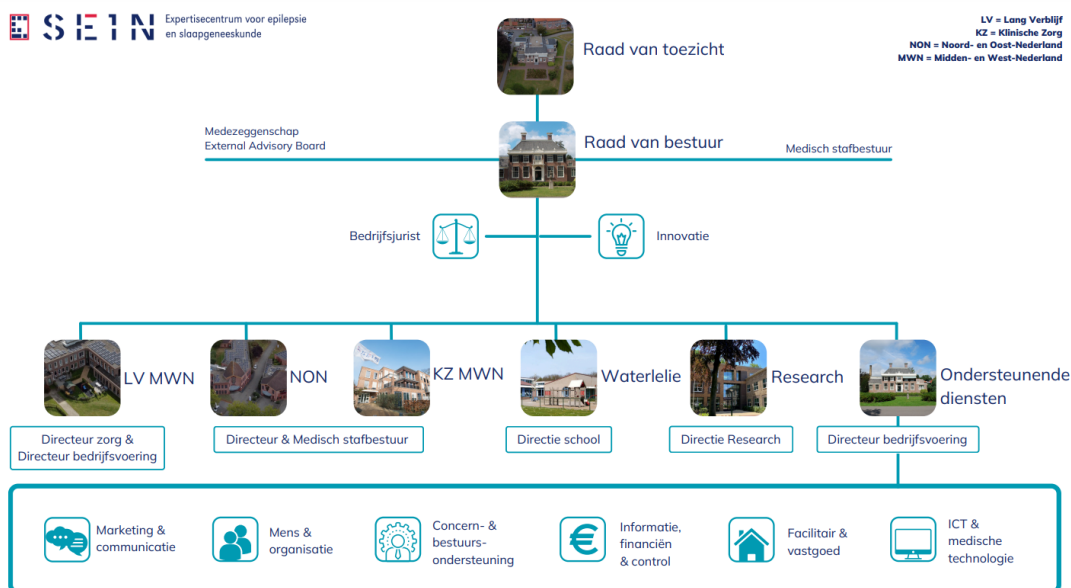 SEIN
Expertisecentrum voor epilepsie
en slaapgeneeskunde
LV = Lang Verblijf
KZ = Klinische Zorg
NON = Noord- en Oost-Nederland
MWN = Midden- en West-Nederland
Raad van toezicht
Medezeggenschap
External Advisory Board
Raad van bestuur
Medisch stafbestuur
Bedrijfsjurist
Innovatie
LV MWN
NON
KZ MWN
Waterlelie
Research
Ondersteunende
diensten
Directeur zorg &
Directeur bedrijfsvoering
Directeur & Medisch stafbestuur
Directie school
Directie Research
Directeur bedrijfsvoering
Marketing &
communicatie
Mens &
organisatie
Concern- &
bestuurs-
ondersteuning
€
Informatie,
financiën
& control
Facilitair &
vastgoed
ICT &
medische
technologie